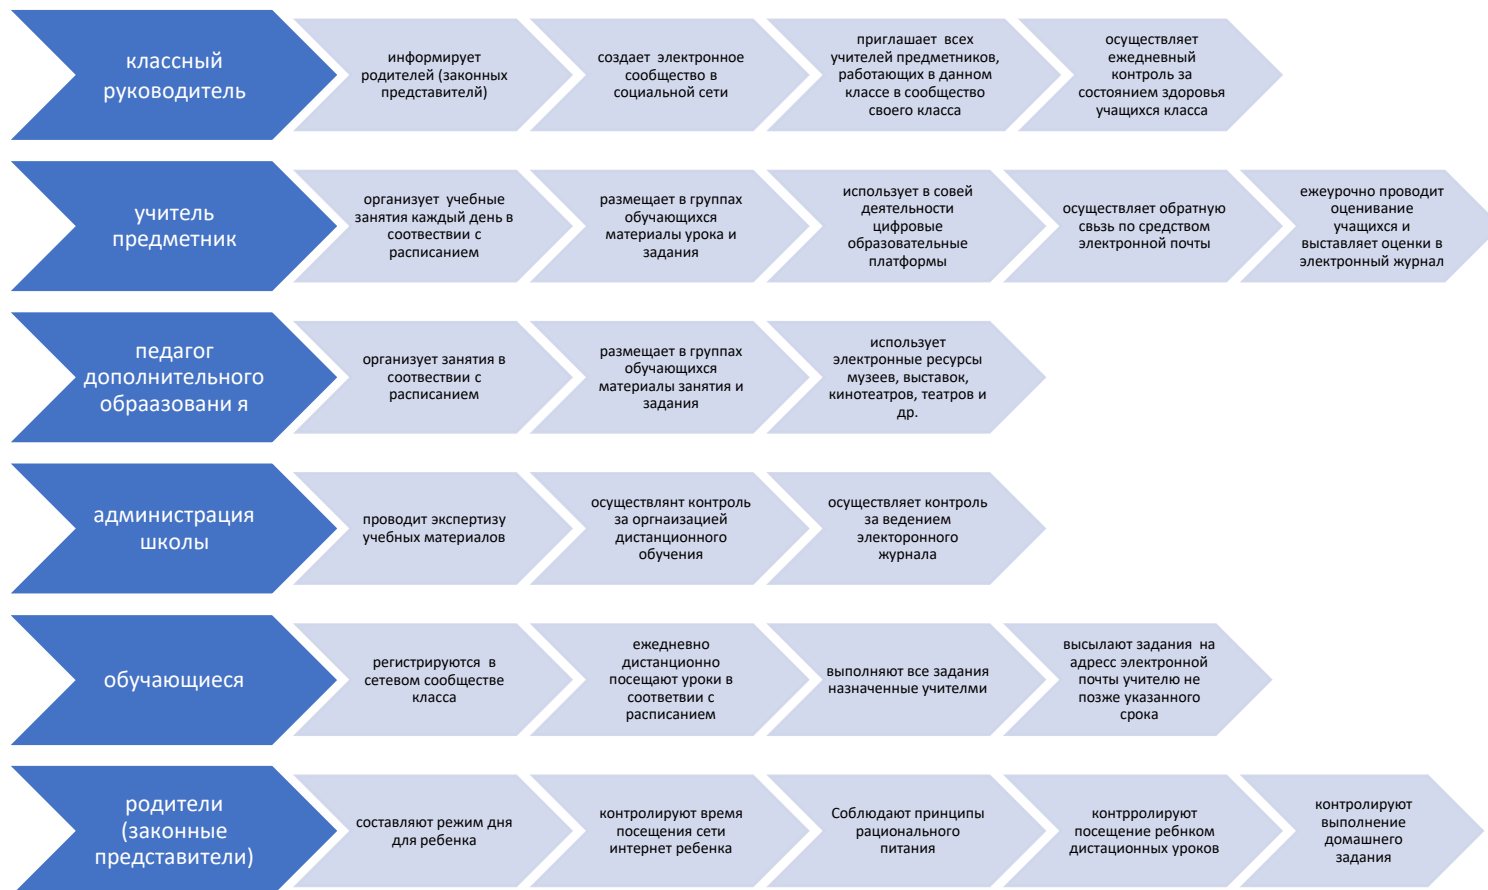 классный
руководитель
информирует
родителей (законных
представителй)
создает электронное
сообщество в
социальной сети
приглашает всех
учителей предметников,
работающих в данном
классе в сообщество
своего класса
осуществляет
ежедневный
контроль за
состоянием здоровья
учащихся класса
учитель
предметник
организует учебные
занятия каждый день в
соотвествии с
расписанием
размещает в группах
обучающихся
материалы урока и
задания
использует в совей
деятельности
цифровые
образовательные
платформы
осуществляет обратную
свьзь по средством
электронной почты
ежеурочно проводит
оценивание
учащихся и
выставляет оценки в
электронный журнал
педагог
дополнительного
обраазовани я
организует занятия в
соотвествии с
расписанием
размещает в группах
обучающихся
материалы занятия и
задания
использует
электронные ресурсы
музеев, выставок,
кинотеатров, театров и
др.
администрация
школы
проводит экспертизу
учебных материалов
осуществлянт контроль
за оргнаизацией
дистанционного
обучения
осуществляет контроль
за ведением
электоронного
журнала
обучающиеся
регистрируются в
сетевом сообществе
класса
ежедневно
дистанционно
посещают уроки в
соответвии с
расписанием
выполняют все задания
назначенные учителми
высылают задания на
адресс электронной
почты учителю не
позже указанного
срока
родители
(законные
представители)
составляют режим дня
для ребенка
контролируют время
посещения сети
интернет ребенка
Соблюдают принципы
рационального
питания
контрролируют
посещение ребнком
дистационных уроков
контролируют
выполнение
домашнего
задания